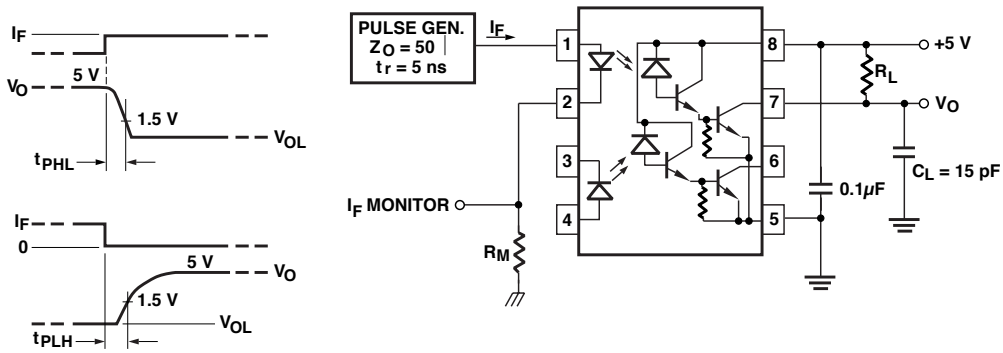 IF
VO
5 V
1.5 V
VOL
tPHL
IF
0
5 V
VO
1.5 V
VOL
tPLH
PULSE GEN.
ZO = 50
tr = 5 ns
IF
1
2
3
4
8
7
6
5
IF MONITOR
RM
+5 V
RL
VO
0.1µF
CL = 15 pF